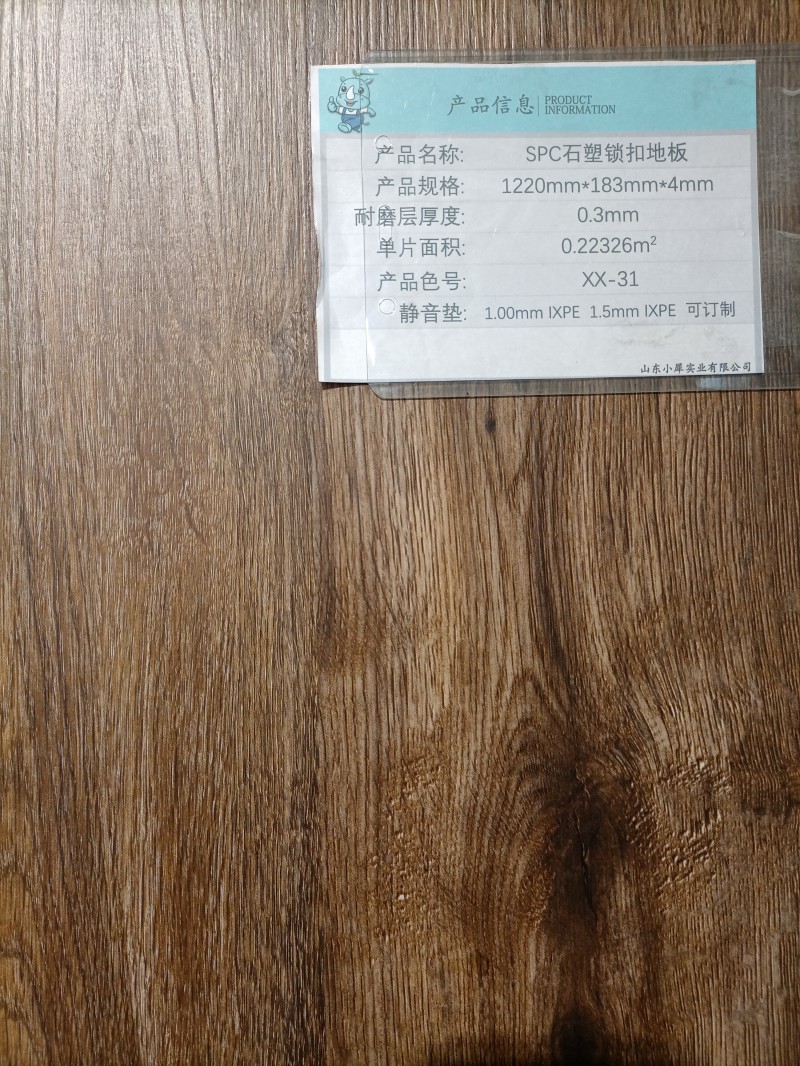 产品信息 PRODUCT INFORMATION
产品名称: SPC石塑锁扣地板
产品规格: 1220mm*183mm*4mm
耐磨层厚度: 0.3mm
单片面积: 0.22326m²
产品色号: XX-31
静音垫: 1.00mm IXPE 1.5mm IXPE 可订制
山东小犀实业有限公司